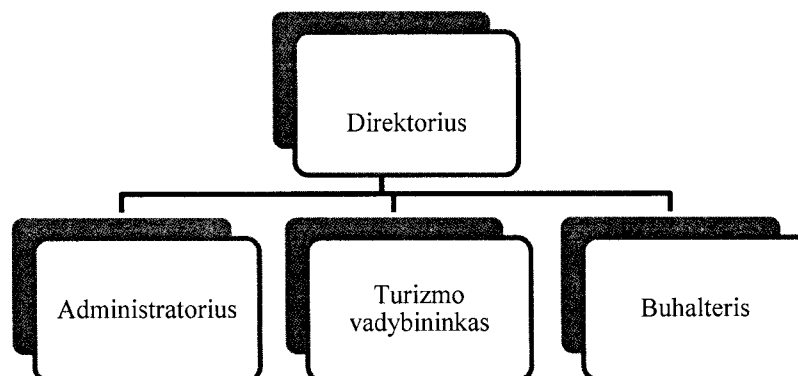 Direktorius
Administratorius
Turizmo
vadybininkas
Buhalteris